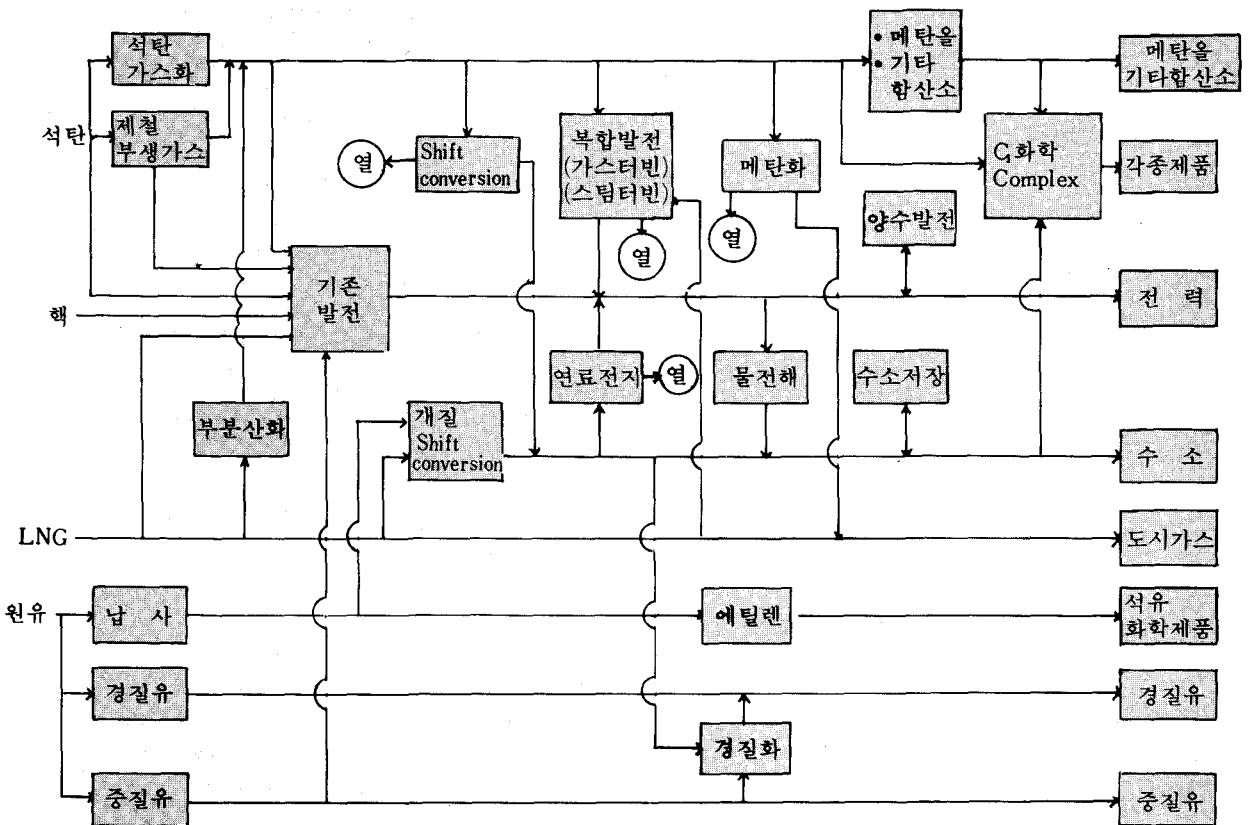 석탄
가스화
• 메탄올
• 기타
함산소
메탄올
기타함산소
석탄
제철
부생가스
열
Shift
conversion
복합발전
(가스터빈)
(스팀터빈)
메탄화
C₁화학
Complex
각종제품
열
열
양수발전
핵
기존
발전
전 력
연료전지
열
물전해
수소저장
부분산화
개질
Shift
conversion
수 소
LNG
도시가스
원유
납 사
에틸렌
석유
화학제품
경질유
경질유
경질화
중질유
중질유